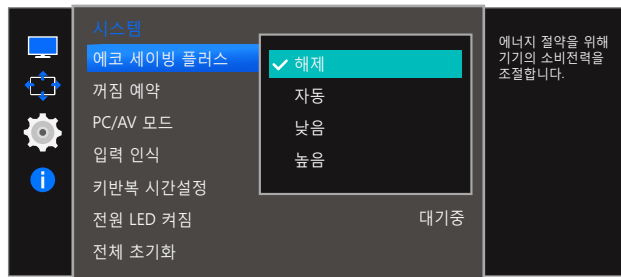 시스템
에코 세이빙 플러스
꺼짐 예약
PC/AV 모드
입력 인식
키반복 시간설정
전원 LED 켜짐 대기중
전체 초기화
해제
자동
낮음
높음
에너지 절약을 위해
기기의 소비전력을
조절합니다.